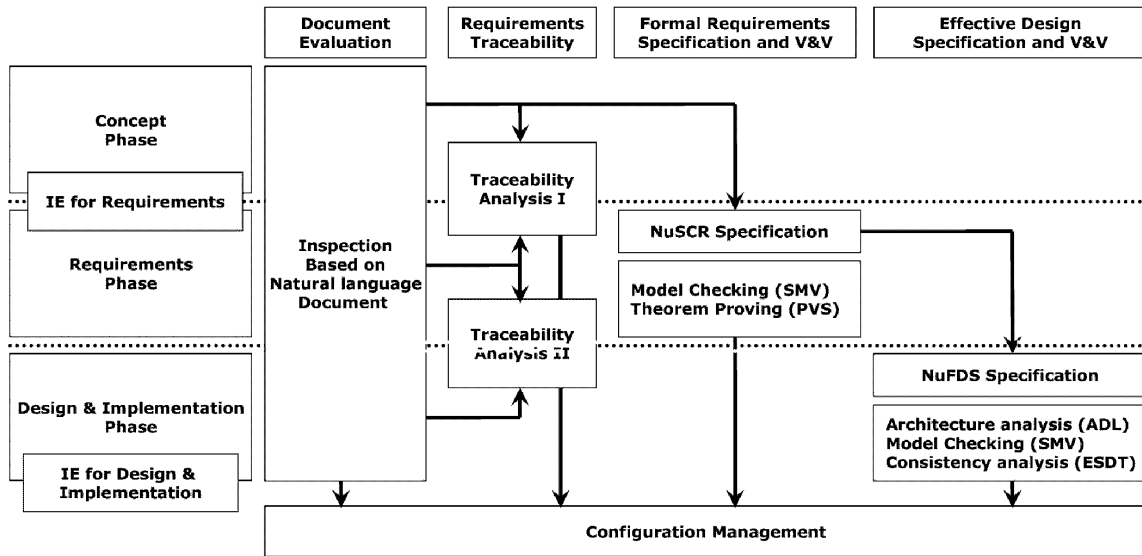 Document
Evaluation
Requirements
Traceability
Formal Requirements
Specification and V&V
Effective Design
Specification and V&V
Concept
Phase
IE for Requirements
Requirements
Phase
Design & Implementation
Phase
IE for Design &
Implementation
Inspection
Based on
Natural language
Document
Traceability
Analysis I
Traceability
Analysis II
NuSCR Specification
Model Checking (SMV)
Theorem Proving (PVS)
NuFDS Specification
Architecture analysis (ADL)
Model Checking (SMV)
Consistency analysis (ESDT)
Configuration Management